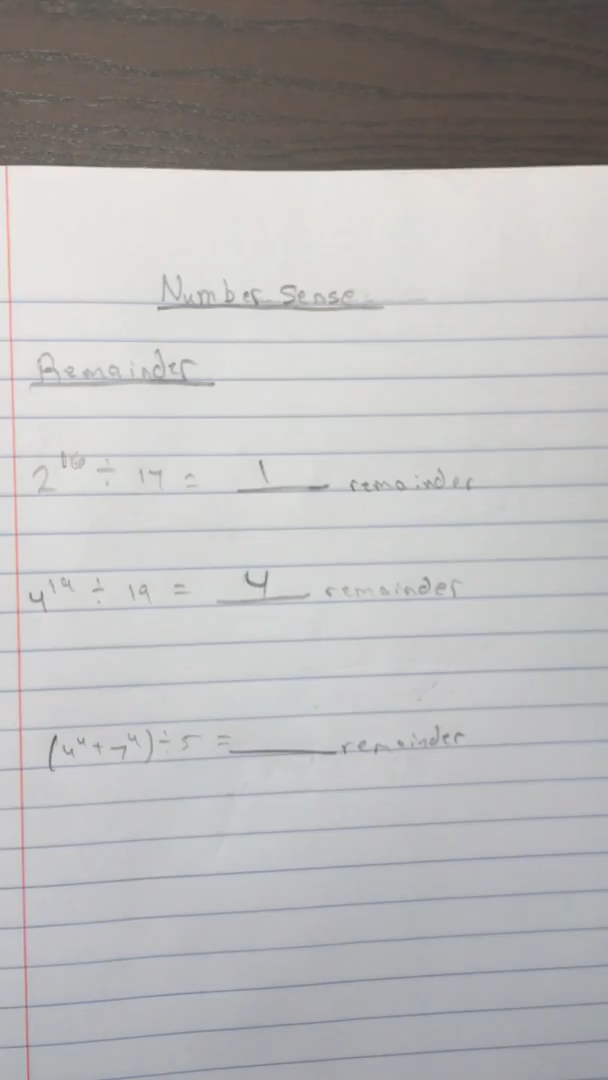 Number Sense
Remainder
2^16 ÷ 17 = 1 remainder
4^19 ÷ 19 = 4 remainder
(4^4 + 7^4) ÷ 5 = ______ remainder